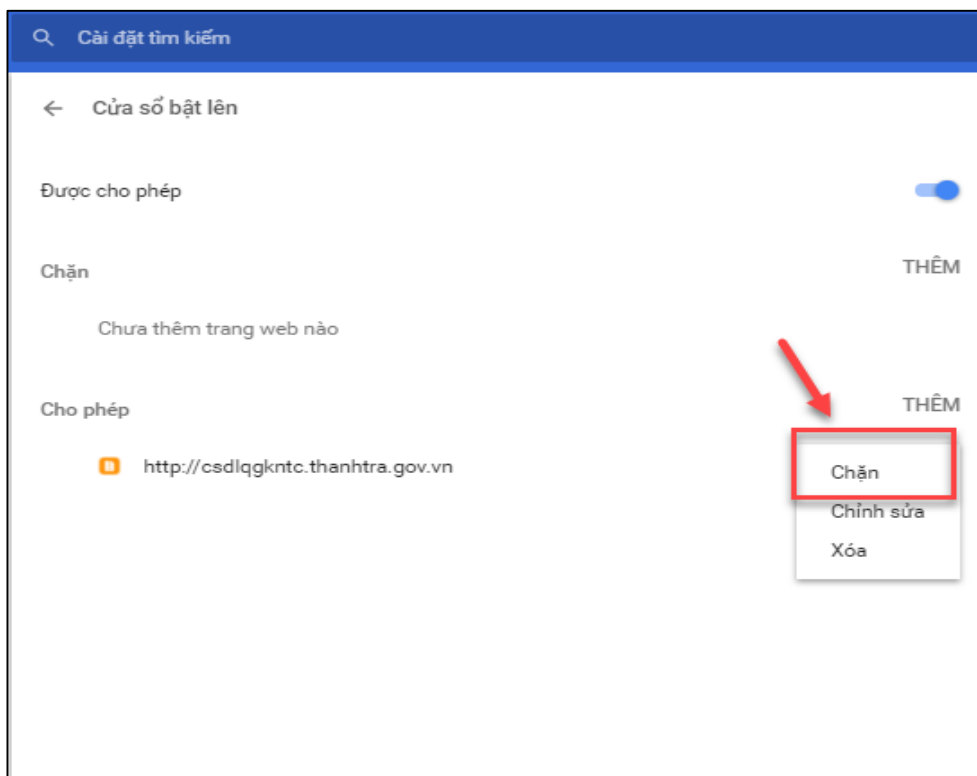 Cài đặt tìm kiếm
Cửa sổ bật lên
Được cho phép
Chặn
THÊM
Chưa thêm trang web nào
Cho phép
THÊM
http://csdlqgkntc.thanhtra.gov.vn
Chặn
Chỉnh sửa
Xóa